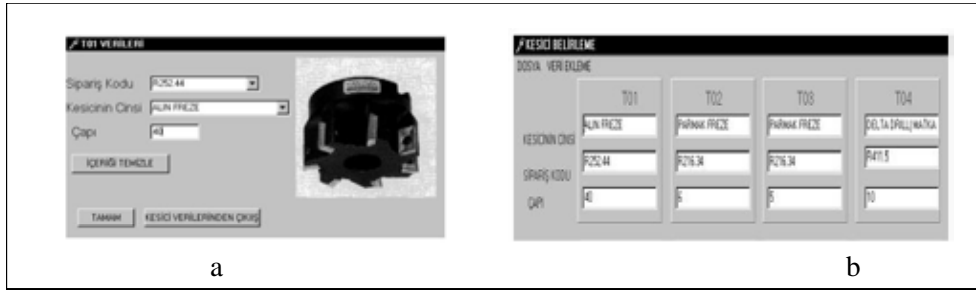 T01 VERİLERİ
Sipariş Kodu R252.44
Kesicinin Cinsi ALIN FREZE
Çapı 40
İÇERİĞİ TEMİZLE
TAMAM KESİCİ VERİLERİNDEN ÇIKIŞ
a
KESİCİ BELİRLEME
DOSYA VERİ EKLEME
T01 T02 T03 T04
KESİCİNİN CİNSİ ALIN FREZE PARMAK FREZE PARMAK FREZE DELTA DRILL MATKA
SİPARİŞ KODU R252.44 R216.34 R216.34 R411.5
ÇAPI 40 6 5 10
b